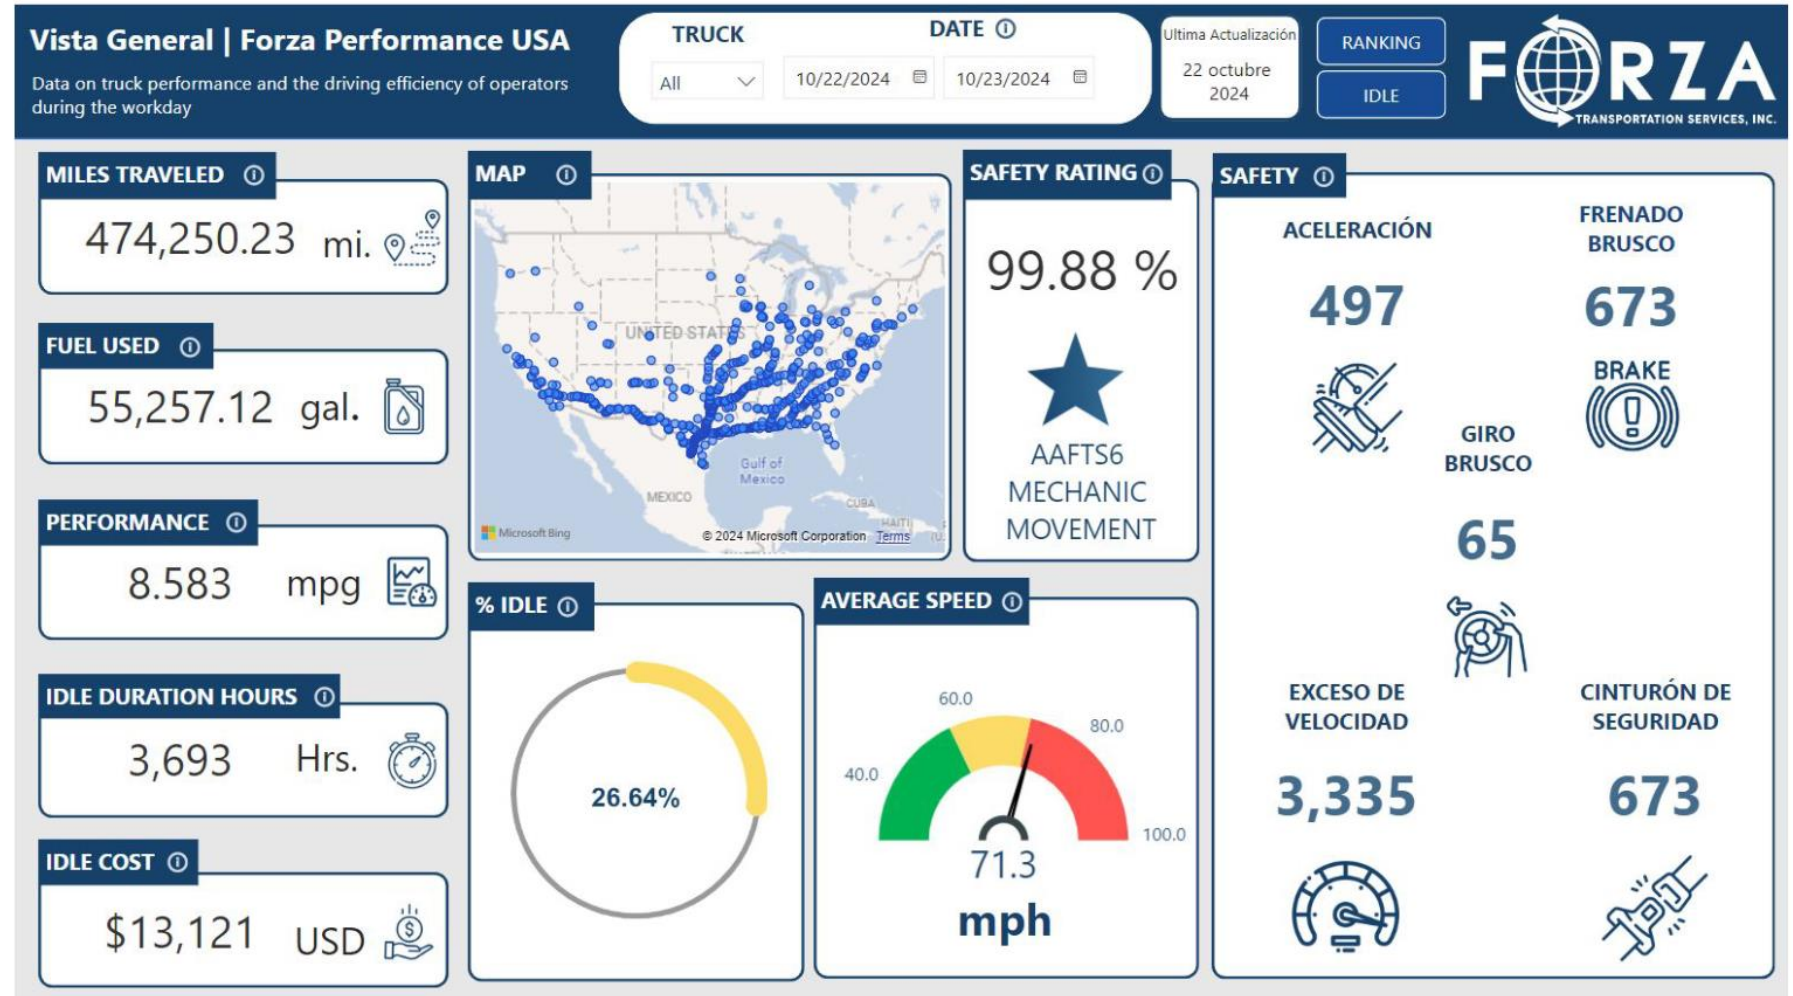 Vista General | Forza Performance USA
Data on truck performance and the driving efficiency of operators
during the workday
TRUCK
All
DATE
10/22/2024
10/23/2024
Ultima Actualización
22 octubre
2024
RANKING
IDLE
FORZA
TRANSPORTATION SERVICES, INC.
MILES TRAVELED
474,250.23 mi.
FUEL USED
55,257.12 gal.
PERFORMANCE
8.583 mpg
IDLE DURATION HOURS
3,693 Hrs.
IDLE COST
$13,121 USD
MAP
UNITED STATES
Gulf of
Mexico
MEXICO
CUBA
HAITI
Microsoft Bing
© 2024 Microsoft Corporation Terms
% IDLE
26.64%
SAFETY RATING
99.88 %
AAFTS6
MECHANIC
MOVEMENT
AVERAGE SPEED
40.0
60.0
80.0
100.0
71.3
mph
SAFETY
ACELERACIÓN
497
FRENADO
BRUSCO
673
BRAKE
GIRO
BRUSCO
65
EXCESO DE
VELOCIDAD
3,335
CINTURÓN DE
SEGURIDAD
673